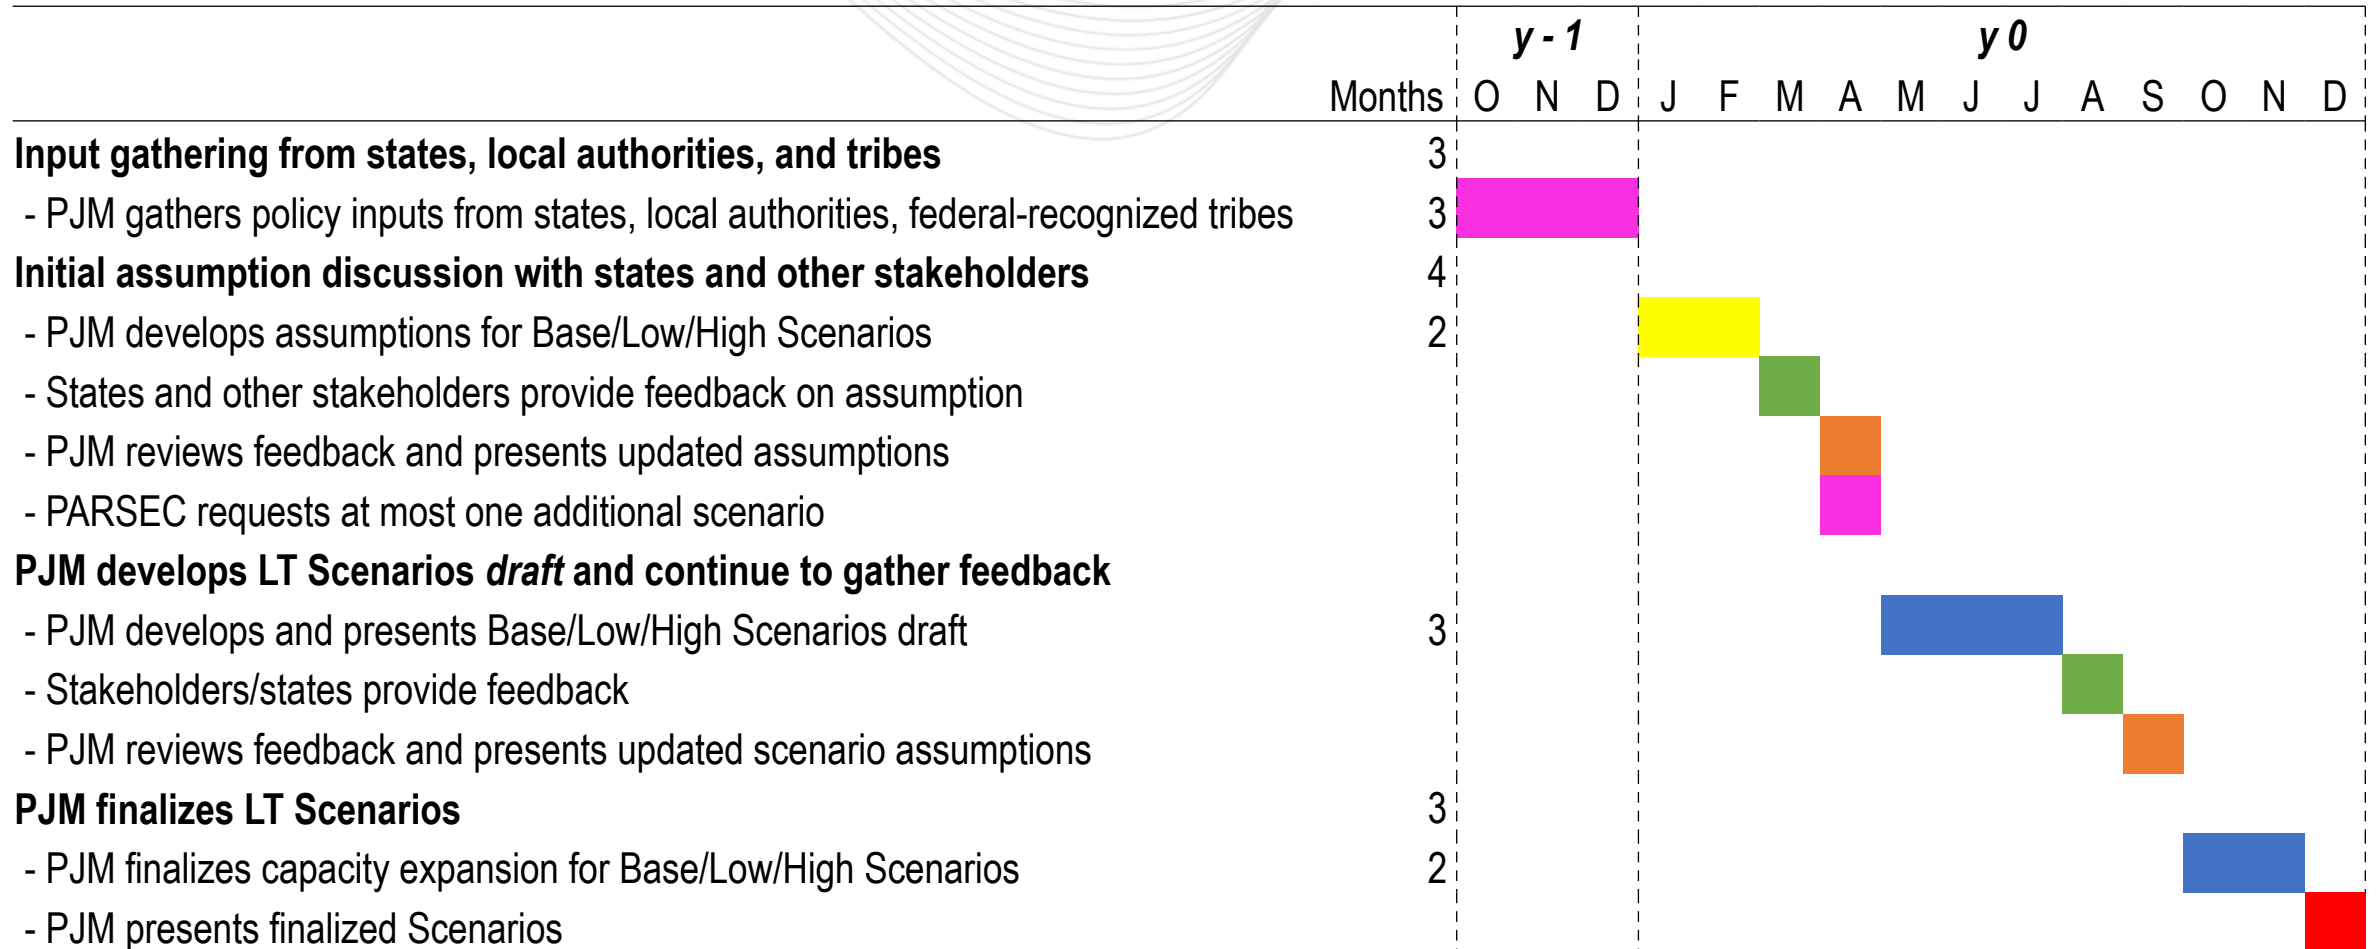 y - 1 y 0
Months O N D J F M A M J J A S O N D
Input gathering from states, local authorities, and tribes 3
- PJM gathers policy inputs from states, local authorities, federal-recognized tribes 3
Initial assumption discussion with states and other stakeholders 4
- PJM develops assumptions for Base/Low/High Scenarios 2
- States and other stakeholders provide feedback on assumption
- PJM reviews feedback and presents updated assumptions
- PARSEC requests at most one additional scenario
PJM develops LT Scenarios draft and continue to gather feedback
- PJM develops and presents Base/Low/High Scenarios draft 3
- Stakeholders/states provide feedback
- PJM reviews feedback and presents updated scenario assumptions
PJM finalizes LT Scenarios 3
- PJM finalizes capacity expansion for Base/Low/High Scenarios 2
- PJM presents finalized Scenarios